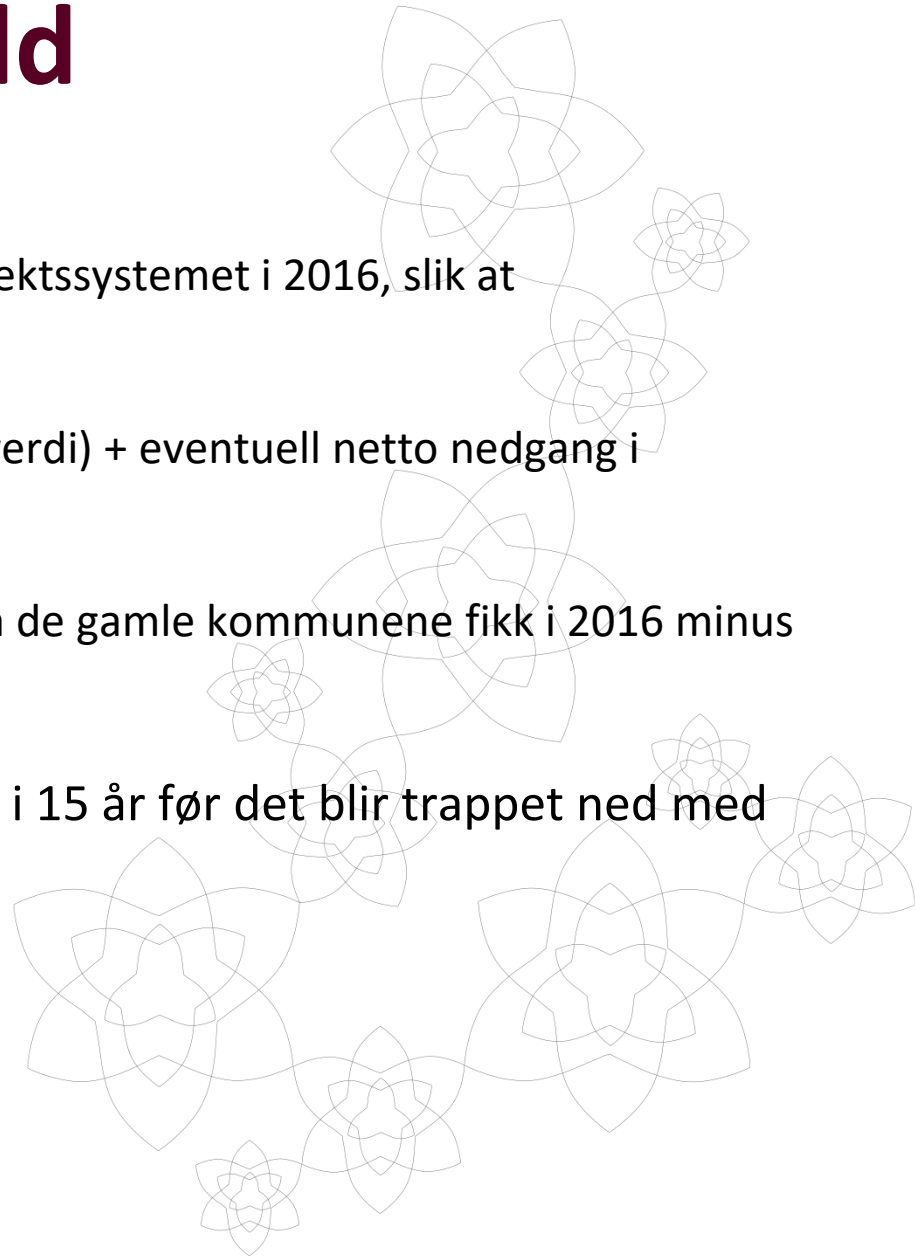 ld
ektssystemet i 2016, slik at
erdi) + eventuell netto nedgang i
de gamle kommunene fikk i 2016 minus
i 15 år før det blir trappet ned med